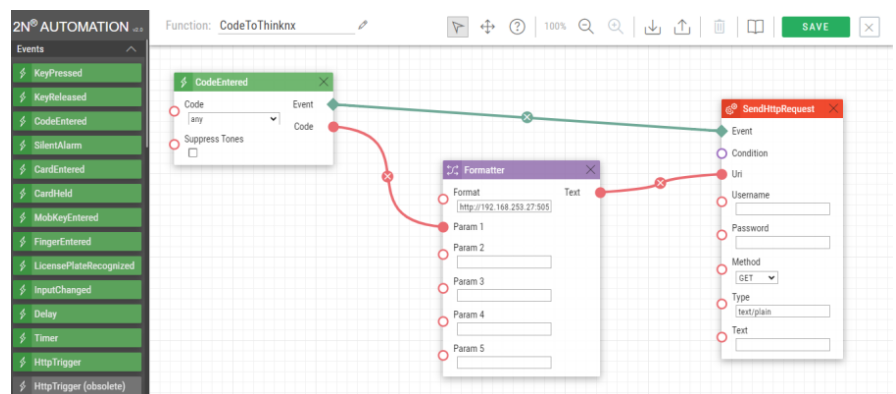 2N® AUTOMATION
Function: CodeToThinknx
100%
SAVE
Events
KeyPressed
KeyReleased
CodeEntered
SilentAlarm
CardEntered
CardHeld
MobKeyEntered
FingerEntered
LicensePlateRecognized
InputChanged
Delay
Timer
HttpTrigger
HttpTrigger (obsolete)
CodeEntered
Code Event
any
Code
Suppress Tones
Formatter
Format Text
http://192.168.253.27:505
Param 1
Param 2
Param 3
Param 4
Param 5
SendHttpRequest
Event
Condition
Uri
Username
Password
Method
GET
Type
text/plain
Text